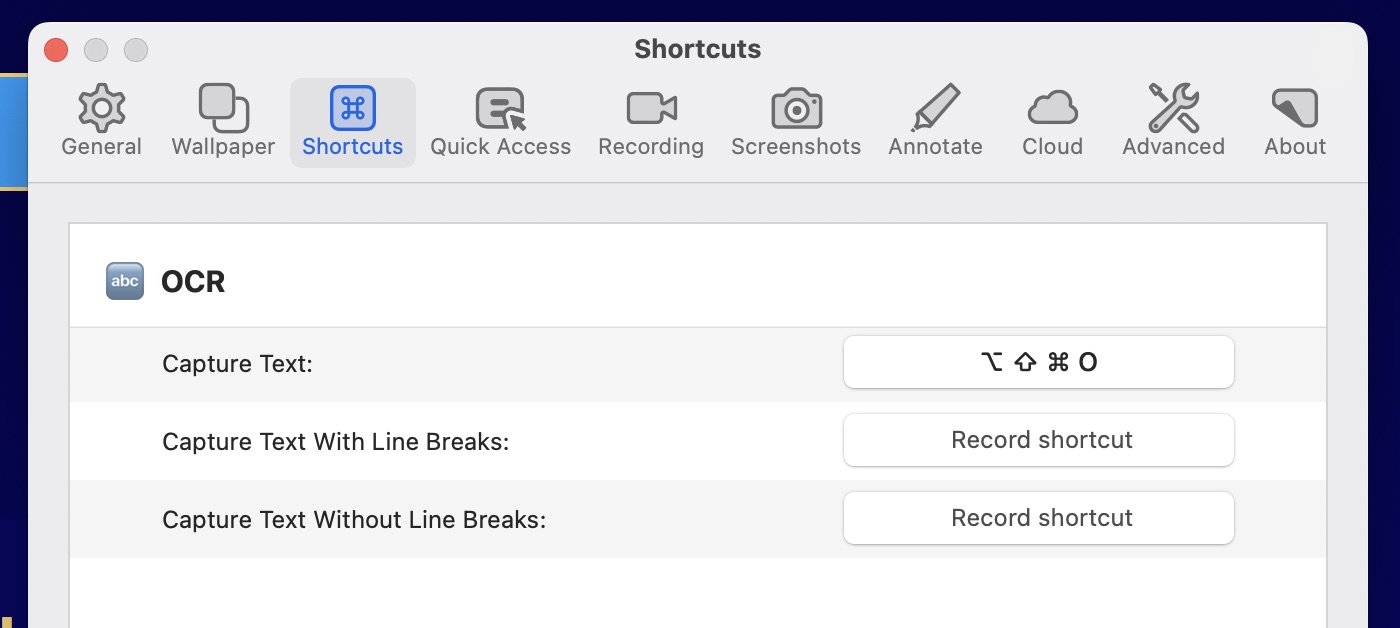 Shortcuts
General Wallpaper Shortcuts Quick Access Recording Screenshots Annotate Cloud Advanced About
abc OCR
Capture Text: ⌥ ⇧ ⌘ O
Capture Text With Line Breaks: Record shortcut
Capture Text Without Line Breaks: Record shortcut